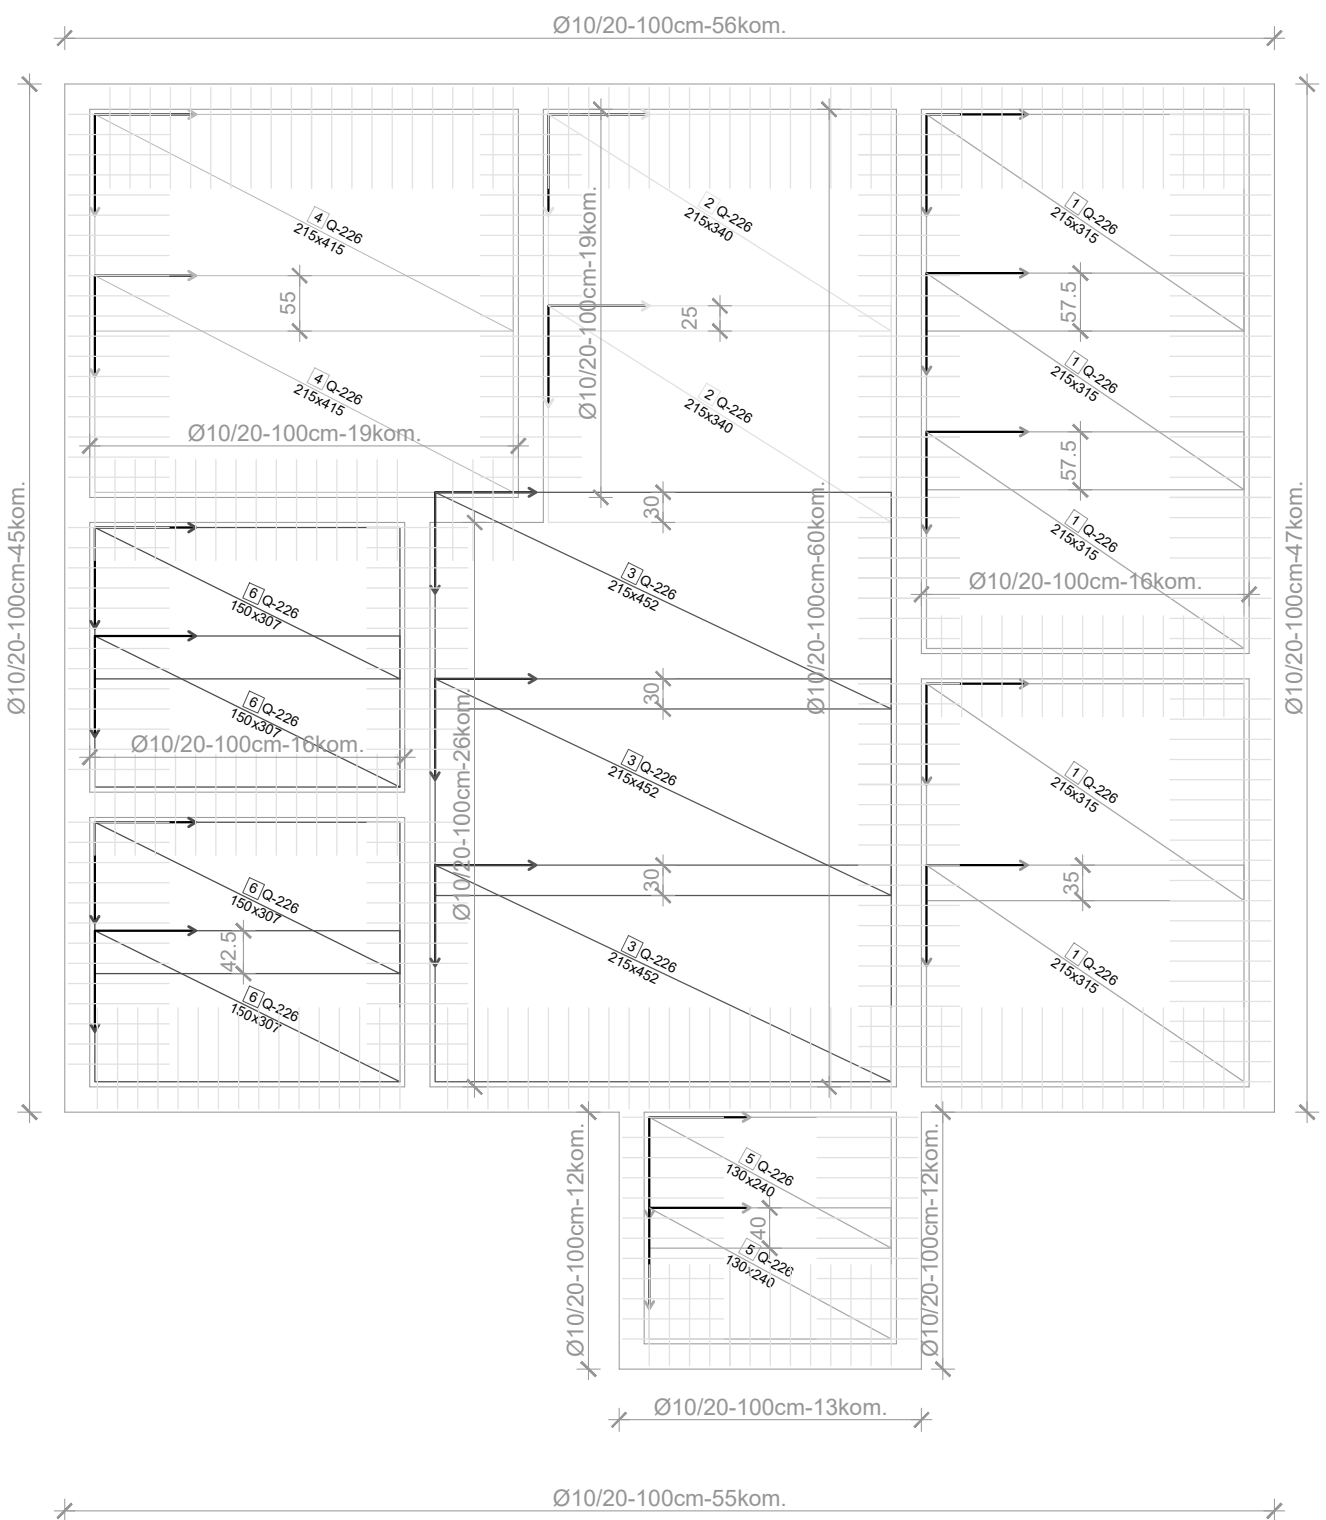 Ø10/20-100cm-56kom.
4 Q-226
215x415
2 Q-226
215x340
1 Q-226
215x315
Ø10/20-100cm-19kom.
55
25
57.5
4 Q-226
215x415
2 Q-226
215x340
1 Q-226
215x315
Ø10/20-100cm-19kom.
57.5
Ø10/20-100cm-45kom.
30
Ø10/20-100cm-60kom.
1 Q-226
215x315
Ø10/20-100cm-16kom.
Ø10/20-100cm-47kom.
6 Q-226
150x307
3 Q-226
215x452
30
6 Q-226
150x307
Ø10/20-100cm-16kom.
Ø10/20-100cm-26kom.
3 Q-226
215x452
1 Q-226
215x315
30
35
6 Q-226
150x307
42.5
3 Q-226
215x452
1 Q-226
215x315
6 Q-226
150x307
Ø10/20-100cm-12kom.
5 Q-226
130x240
40
5 Q-226
130x240
Ø10/20-100cm-12kom.
Ø10/20-100cm-13kom.
Ø10/20-100cm-55kom.